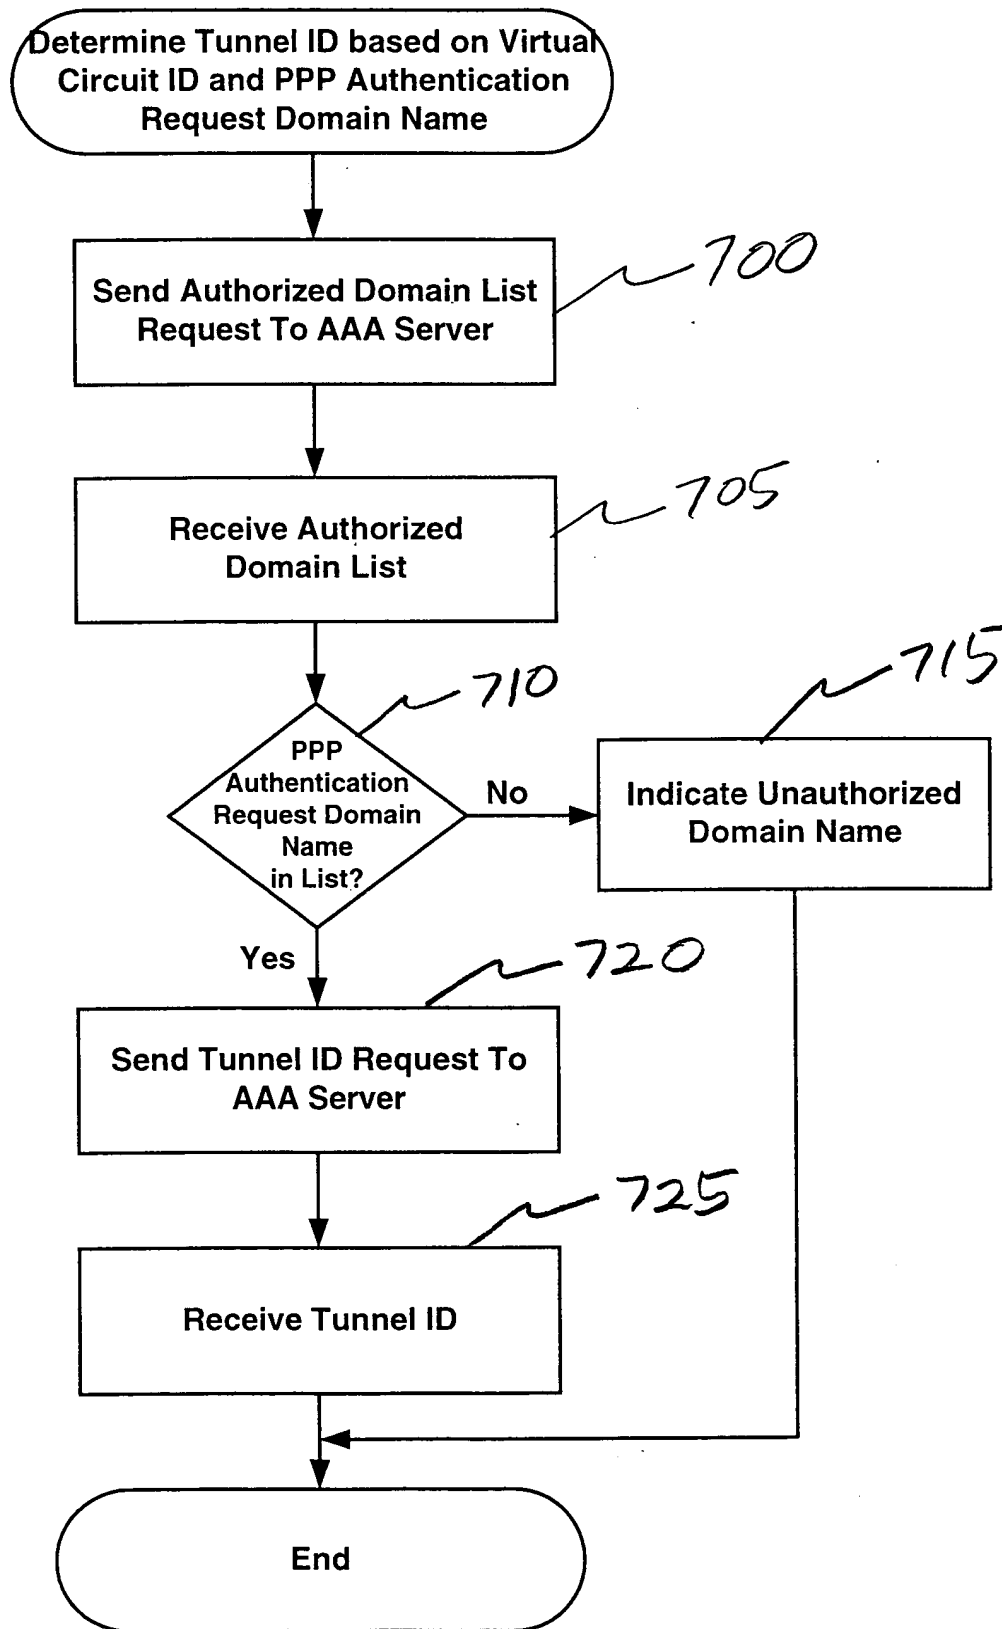 Determine Tunnel ID based on Virtual
Circuit ID and PPP Authentication
Request Domain Name
700
Send Authorized Domain List
Request To AAA Server
705
Receive Authorized
Domain List
710
715
PPP
Authentication
Request Domain
Name
in List?
No
Indicate Unauthorized
Domain Name
Yes
720
Send Tunnel ID Request To
AAA Server
725
Receive Tunnel ID
End